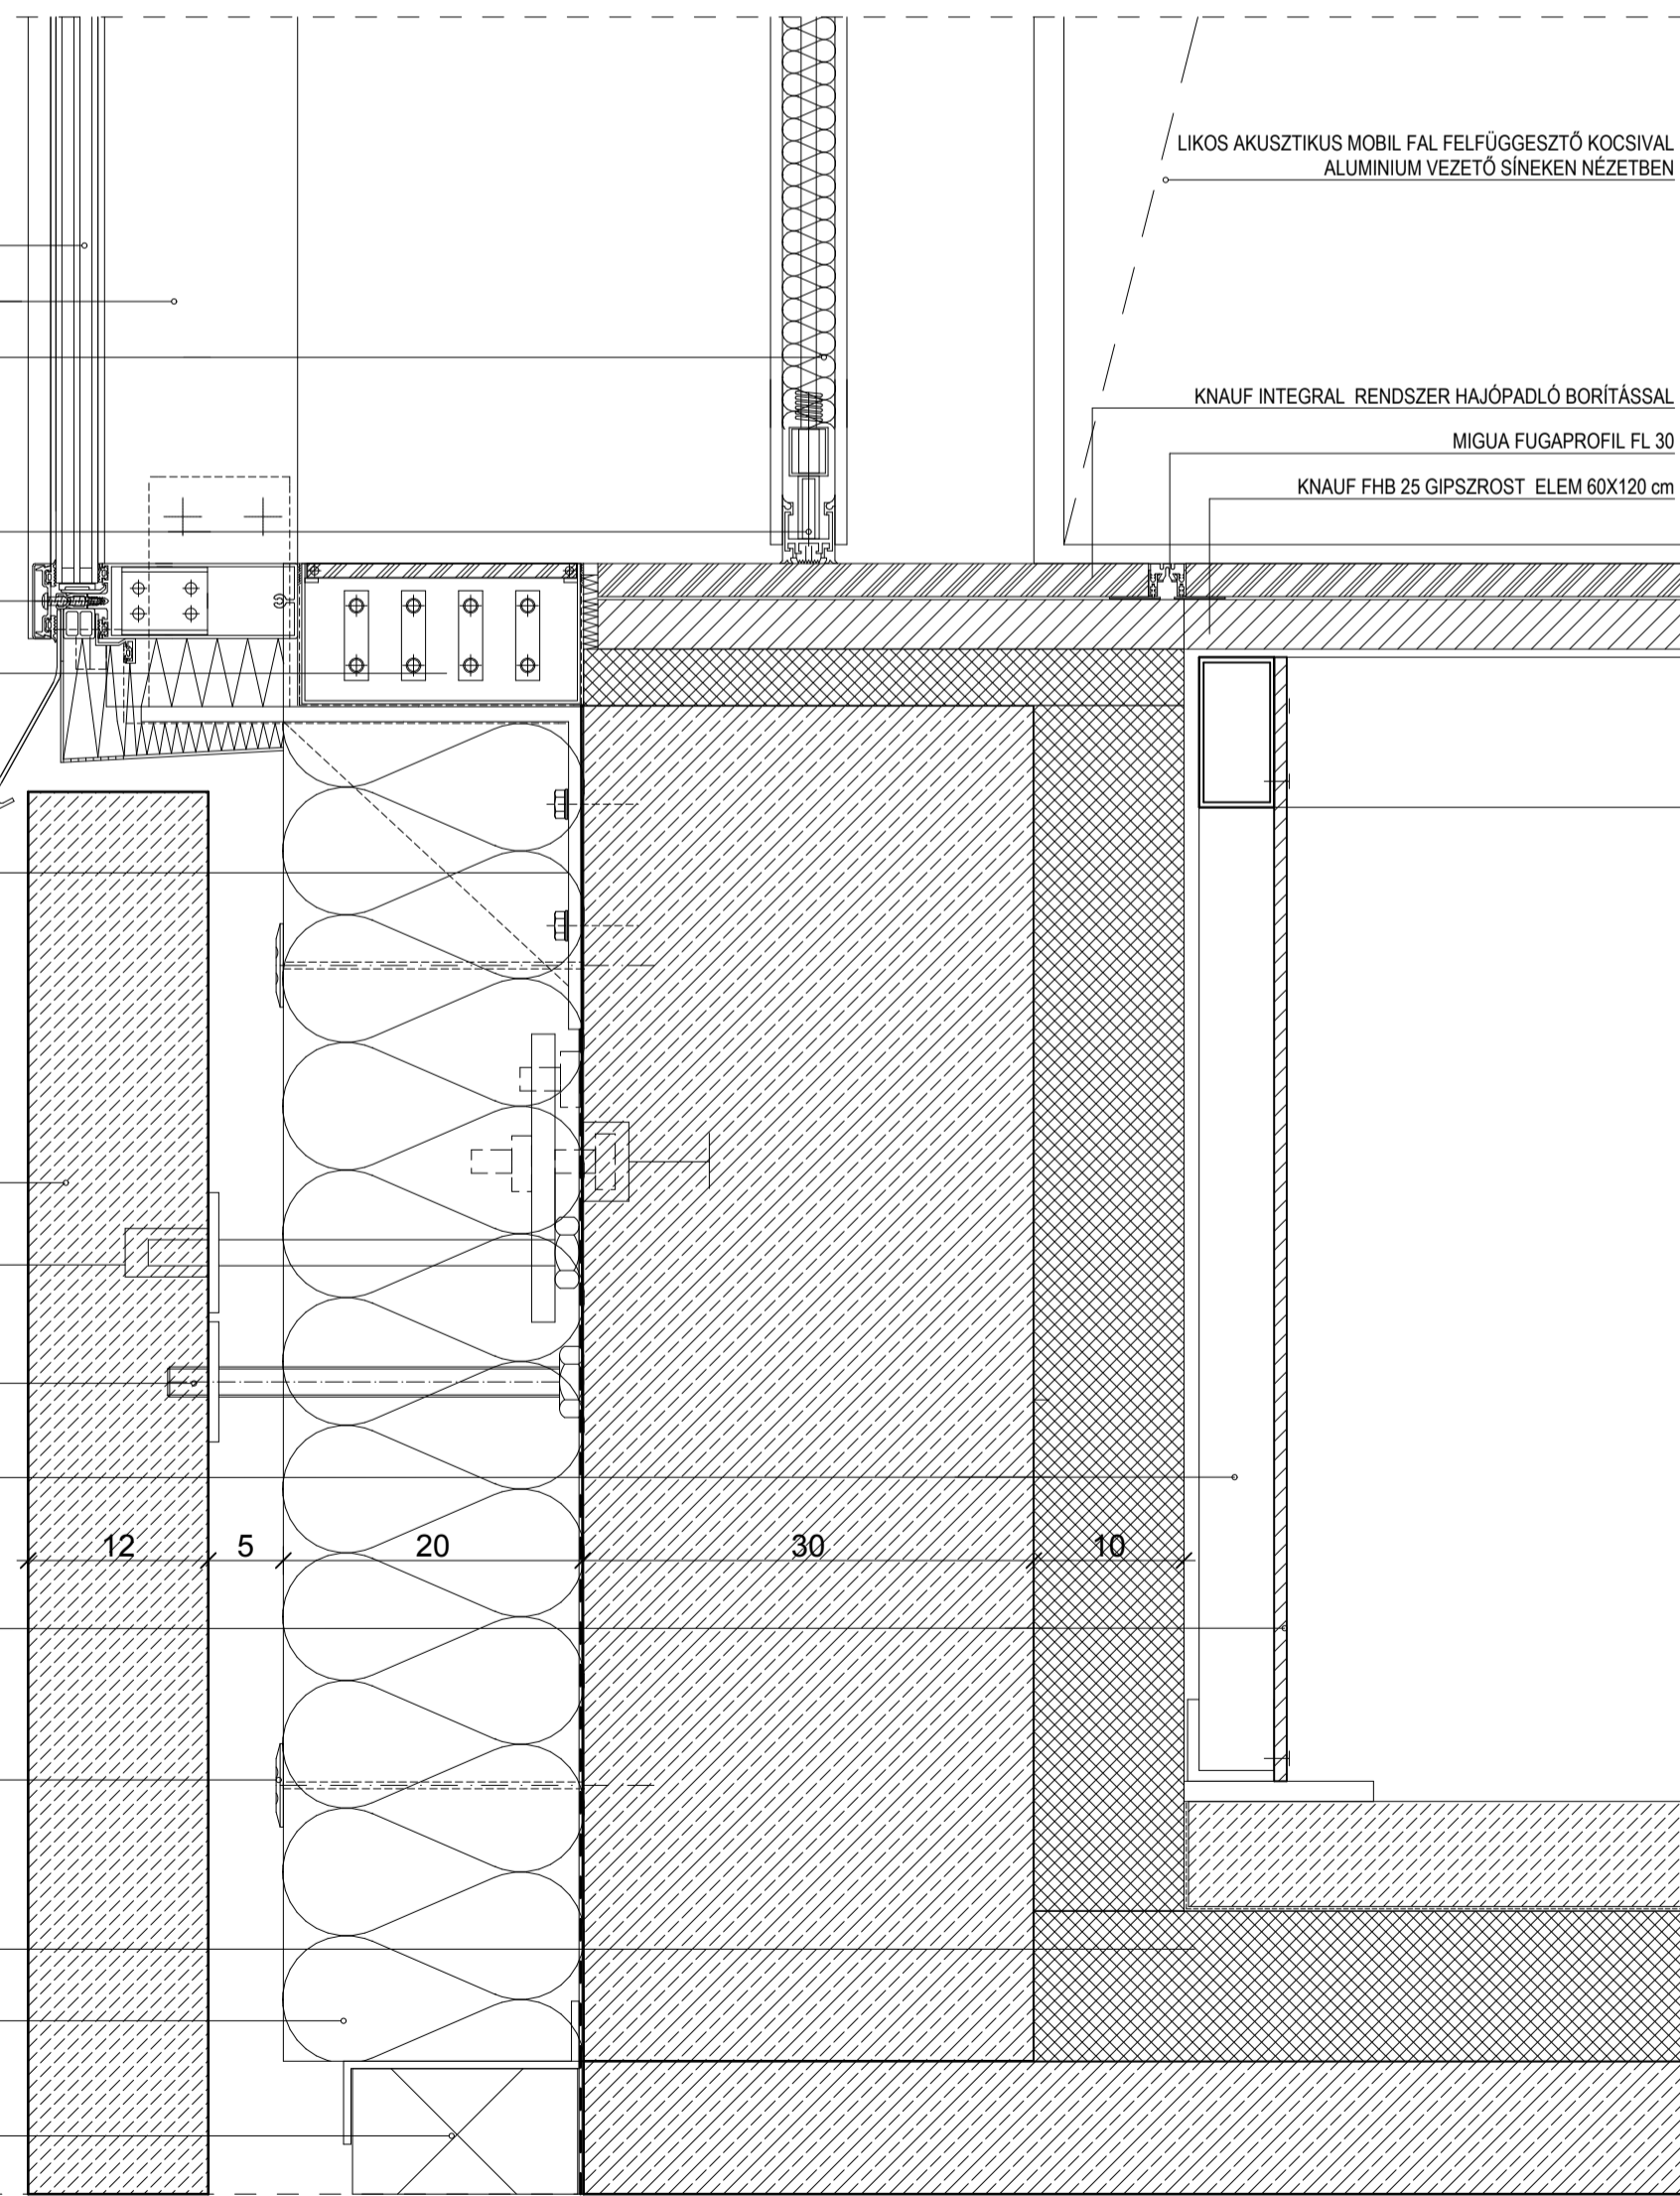 LIKOS AKUSZTIKUS MOBIL FAL FELFÜGGESZTŐ KOCSIVAL
ALUMINIUM VEZETŐ SÍNEKEN NÉZETBEN
KNAUF INTEGRAL RENDSZER HAJÓPADLÓ BORÍTÁSSAL
MIGUA FUGAPROFIL FL 30
KNAUF FHB 25 GIPSZROST ELEM 60X120 cm
12 5 20 30 10